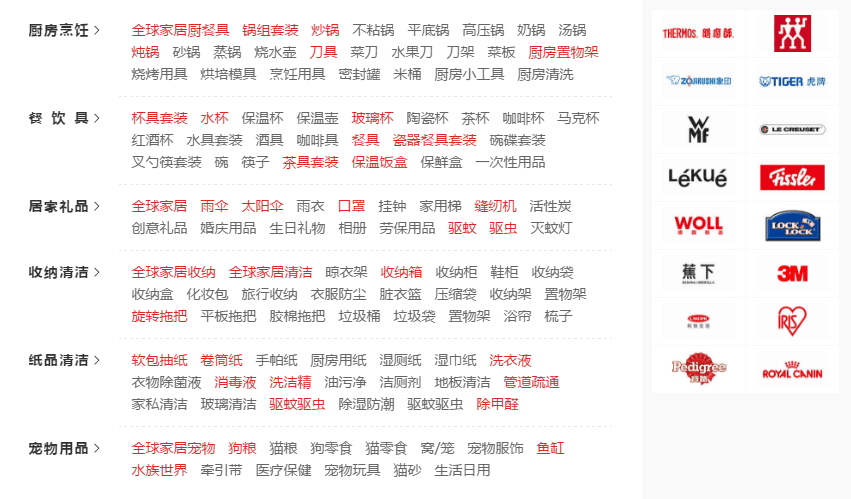 厨房烹饪 > 全球家居厨餐具 锅组套装 炒锅 不粘锅 平底锅 高压锅 奶锅 汤锅
炖锅 砂锅 蒸锅 烧水壶 刀具 菜刀 水果刀 刀架 菜板 厨房置物架
烧烤用具 烘培模具 烹饪用具 密封罐 米桶 厨房小工具 厨房清洗
餐饮具 > 杯具套装 水杯 保温杯 保温壶 玻璃杯 陶瓷杯 茶杯 咖啡杯 马克杯
红酒杯 水具套装 酒具 咖啡具 餐具 瓷器餐具套装 碗碟套装
叉勺筷套装 碗 筷子 茶具套装 保温饭盒 保鲜盒 一次性用品
居家礼品 > 全球家居 雨伞 太阳伞 雨衣 口罩 挂钟 家用梯 缝纫机 活性炭
创意礼品 婚庆用品 生日礼物 相册 劳保用品 驱蚊 驱虫 灭蚊灯
收纳清洁 > 全球家居收纳 全球家居清洁 晾衣架 收纳箱 收纳柜 鞋柜 收纳袋
收纳盒 化妆包 旅行收纳 衣服防尘 脏衣篮 压缩袋 收纳架 置物架
旋转拖把 平板拖把 胶棉拖把 垃圾桶 垃圾袋 置物架 浴帘 梳子
纸品清洁 > 软包抽纸 卷筒纸 手帕纸 厨房用纸 湿厕纸 湿巾纸 洗衣液
衣物除菌液 消毒液 洗洁精 油污净 洁厕剂 地板清洁 管道疏通
家私清洁 玻璃清洁 驱蚊驱虫 除湿防潮 驱蚊驱虫 除甲醛
宠物用品 > 全球家居宠物 狗粮 猫粮 狗零食 猫零食 窝/笼 宠物服饰 鱼缸
水族世界 牵引带 医疗保健 宠物玩具 猫砂 生活日用
THERMOS. 膳魔師.
ZOJIRUSHI象印 TIGER 虎牌
WMF LE CREUSET
Lékué Fissler
WOLL LOCK&LOCK
蕉下 3M
IRIS
Pedigree ROYAL CANIN